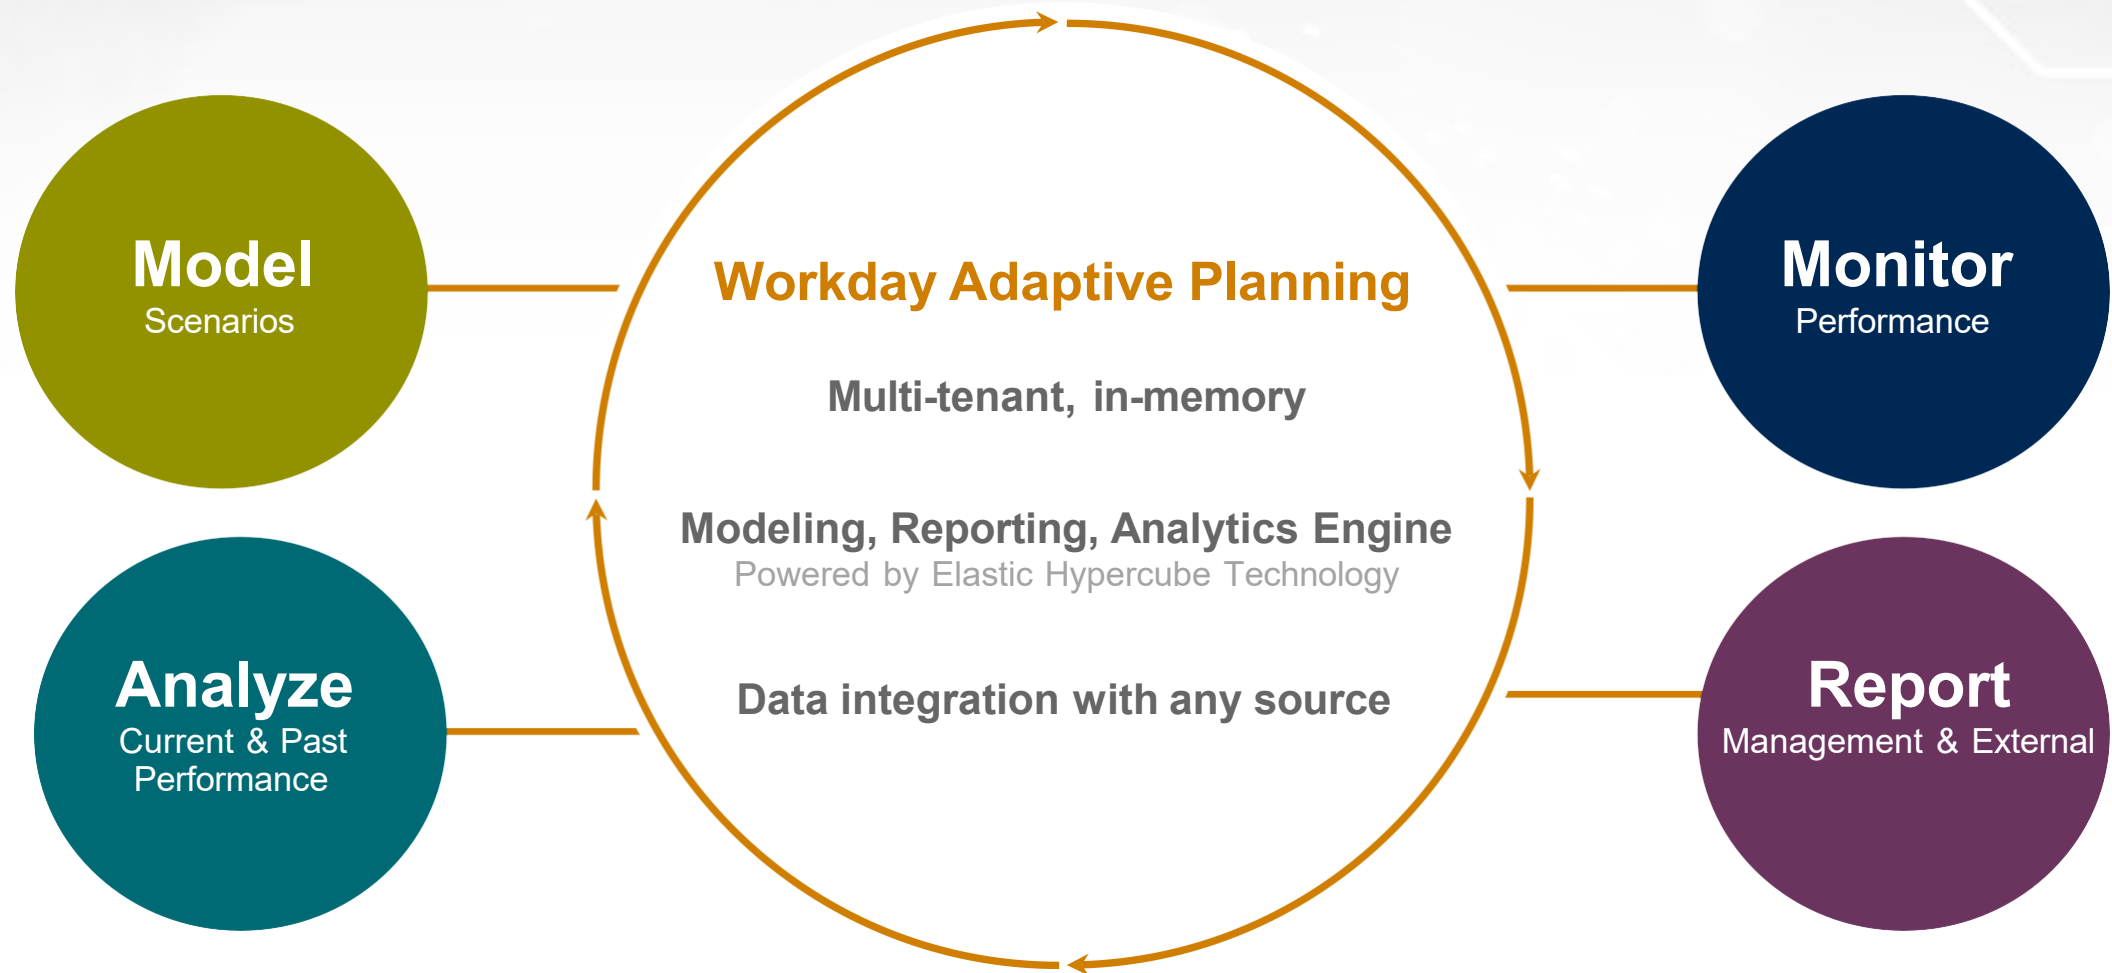 Model
Scenarios
Analyze
Current & Past
Performance
Workday Adaptive Planning
Multi-tenant, in-memory
Modeling, Reporting, Analytics Engine
Powered by Elastic Hypercube Technology
Data integration with any source
Monitor
Performance
Report
Management & External